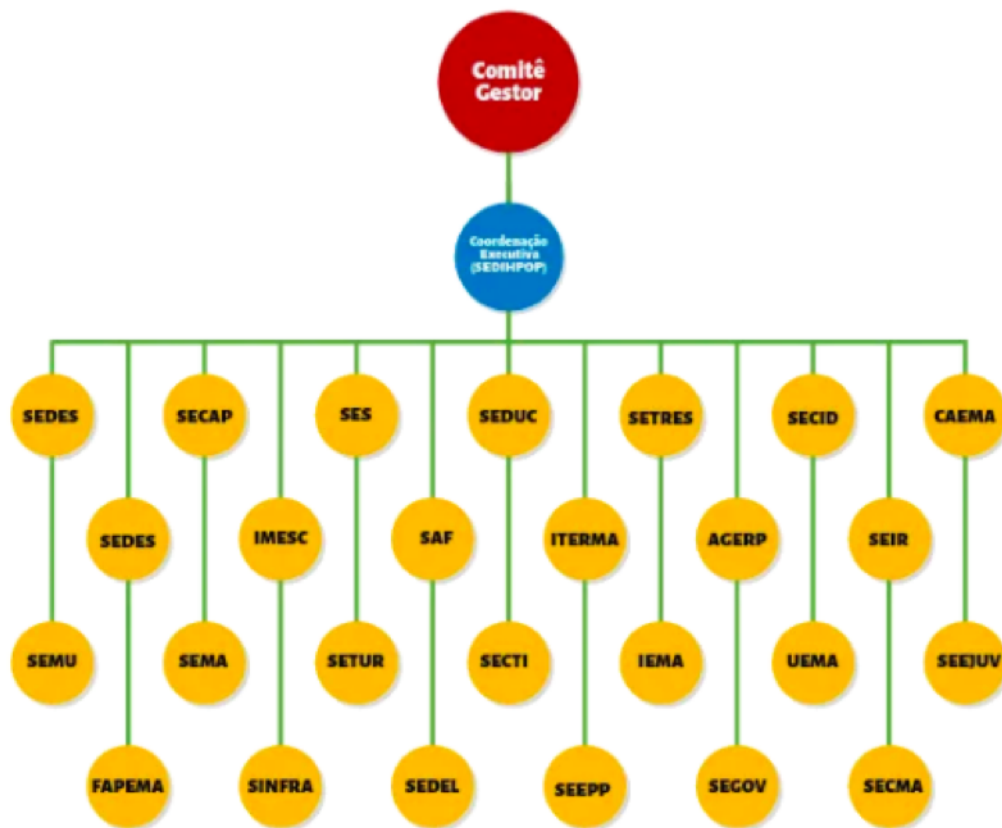 Comitê
Gestor
Coordenação
Executiva
(SEDIHPOP)
SEDES
SECAP
SES
SEDUC
SETRES
SECID
CAEMA
SEDES
IMESC
SAF
ITERMA
AGERP
SEIR
SEMU
SEMA
SETUR
SECTI
IEMA
UEMA
SEEJUV
FAPEMA
SINFRA
SEDEL
SEEPP
SEGOV
SECMA